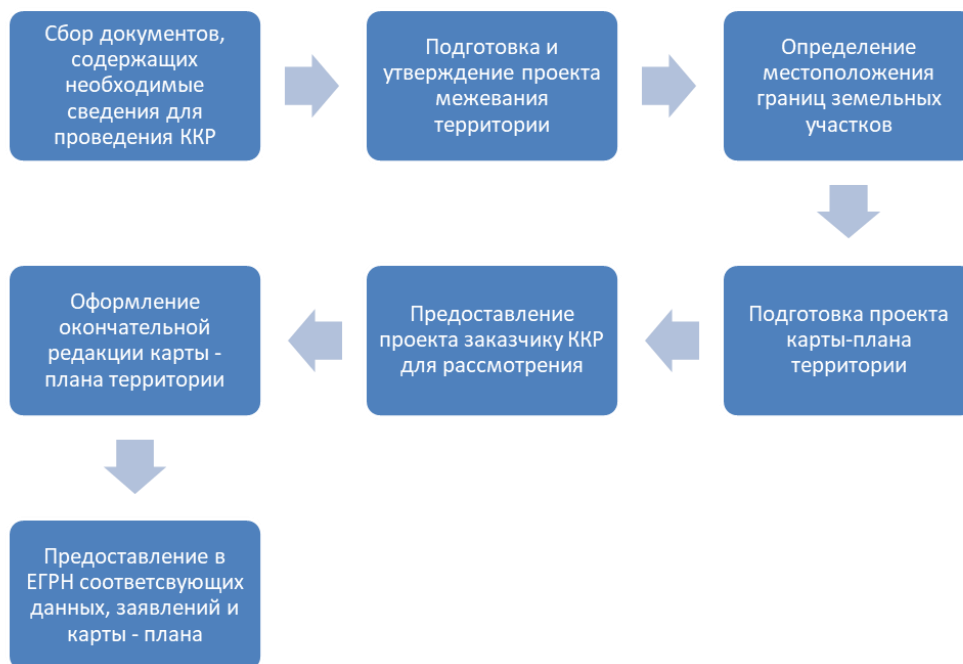 Сбор документов,
содержащих
необходимые
сведения для
проведения ККР
Подготовка и
утверждение проекта
межевания
территории
Определение
местоположения
границ земельных
участков
Подготовка проекта
карты-плана
территории
Предоставление
проекта заказчику ККР
для рассмотрения
Оформление
окончательной
редакции карты -
плана территории
Предоставление в
ЕГРН соответсвующих
данных, заявлений и
карты - плана